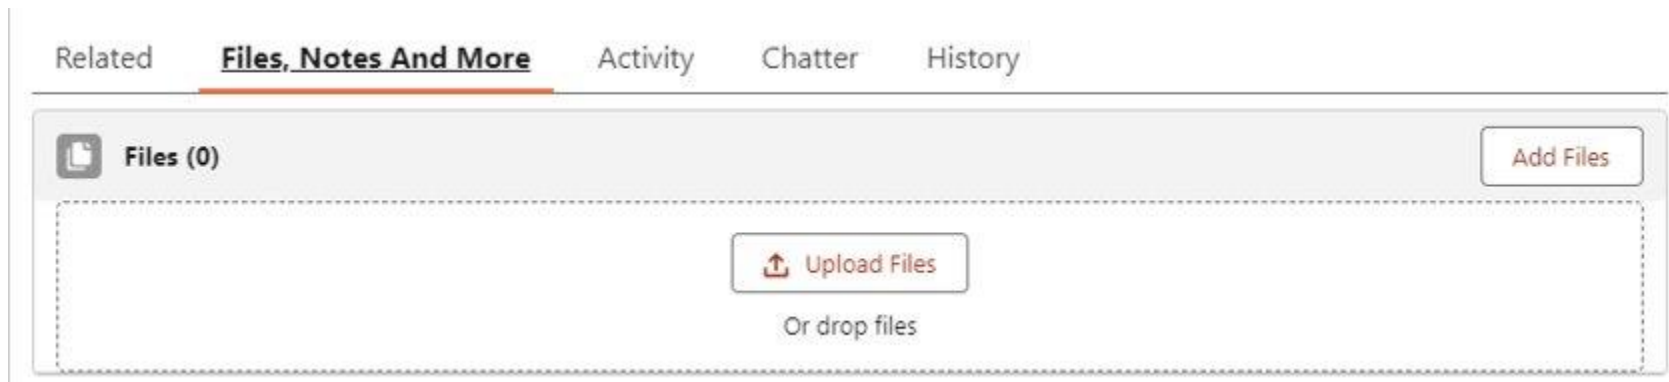 Related Files, Notes And More Activity Chatter History
Files (0) Add Files
Upload Files
Or drop files